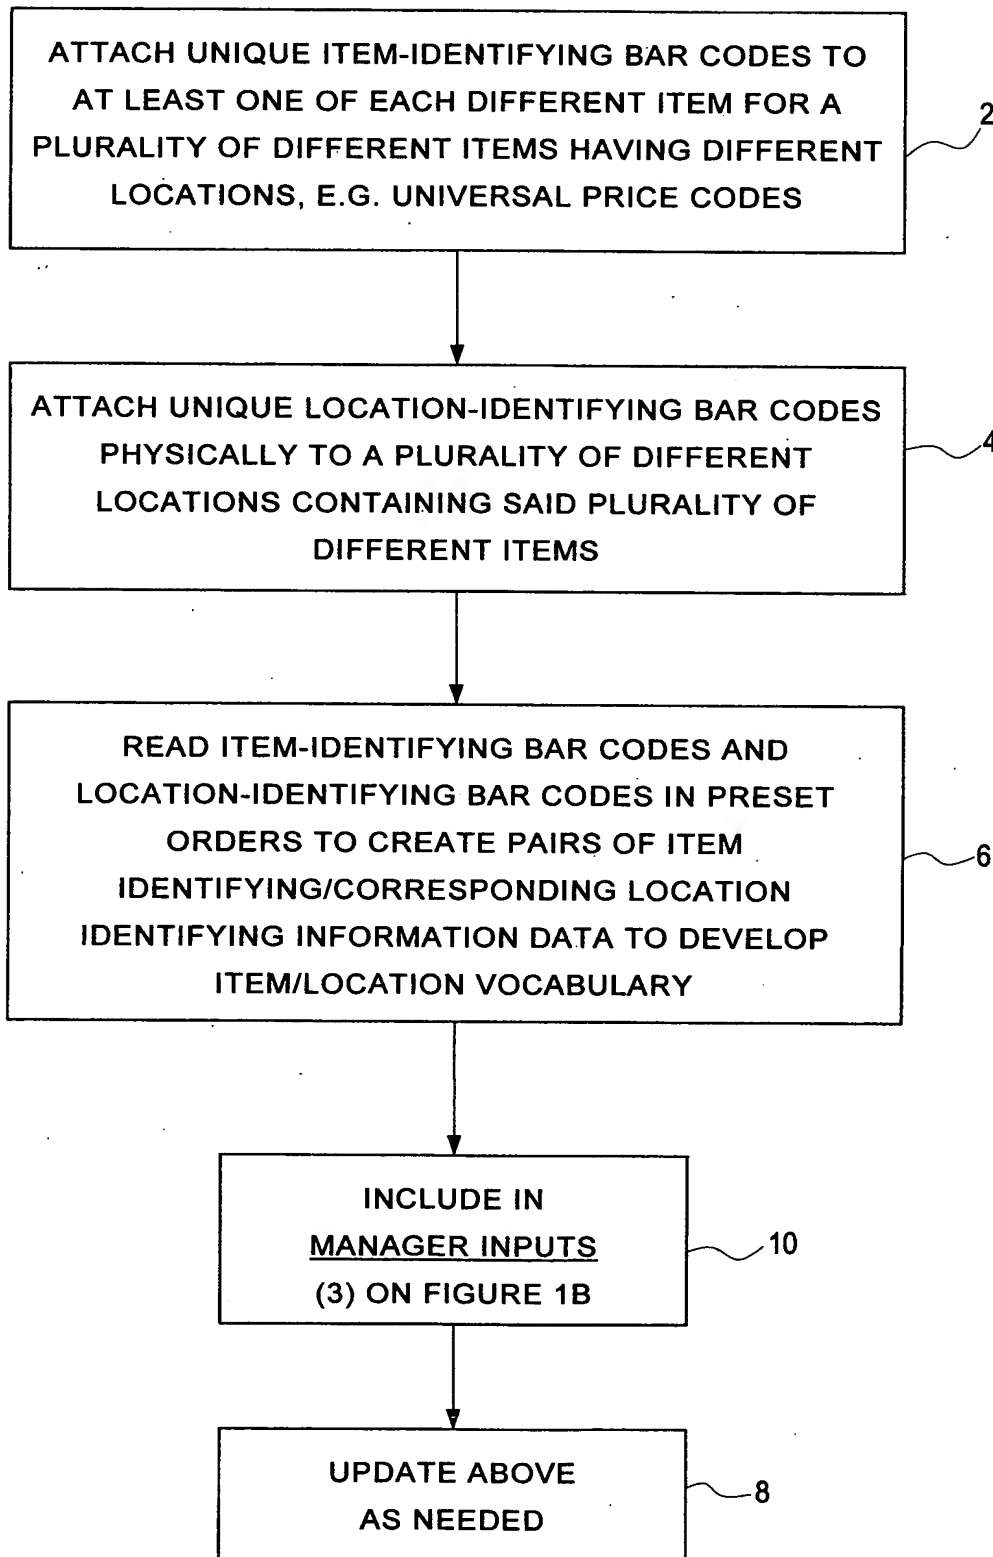 ATTACH UNIQUE ITEM-IDENTIFYING BAR CODES TO
AT LEAST ONE OF EACH DIFFERENT ITEM FOR A
PLURALITY OF DIFFERENT ITEMS HAVING DIFFERENT
LOCATIONS, E.G. UNIVERSAL PRICE CODES
2
ATTACH UNIQUE LOCATION-IDENTIFYING BAR CODES
PHYSICALLY TO A PLURALITY OF DIFFERENT
LOCATIONS CONTAINING SAID PLURALITY OF
DIFFERENT ITEMS
4
READ ITEM-IDENTIFYING BAR CODES AND
LOCATION-IDENTIFYING BAR CODES IN PRESET
ORDERS TO CREATE PAIRS OF ITEM
IDENTIFYING/CORRESPONDING LOCATION
IDENTIFYING INFORMATION DATA TO DEVELOP
ITEM/LOCATION VOCABULARY
6
INCLUDE IN
MANAGER INPUTS
(3) ON FIGURE 1B
10
UPDATE ABOVE
AS NEEDED
8